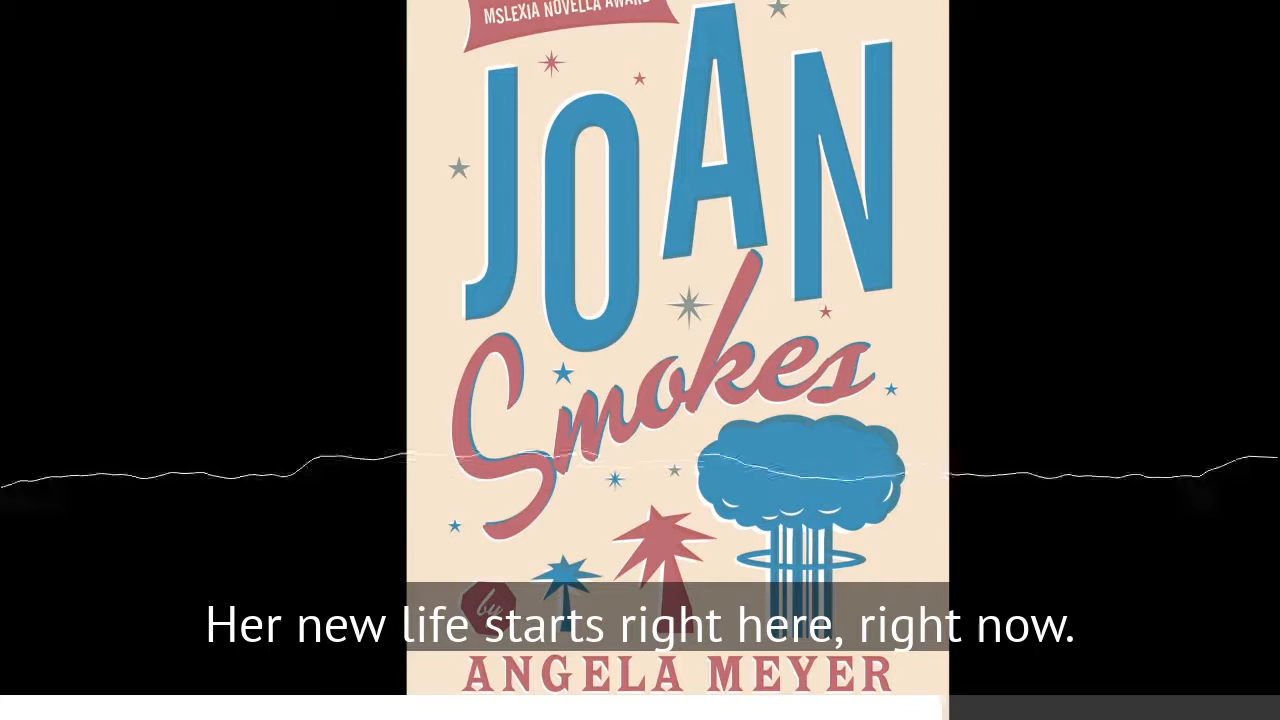 MSLEXIA NOVELLA AWARD
JOAN
Smokes
by
Her new life starts right here, right now.
ANGELA MEYER